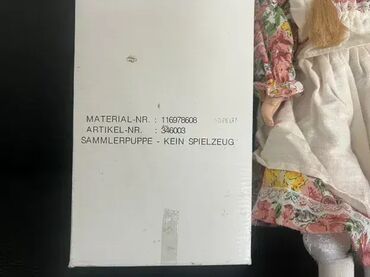 MATERIAL-NR. : 116978608
ARTIKEL-NR. : 346003
SAMMLERPUPPE - KEIN SPIELZEUG